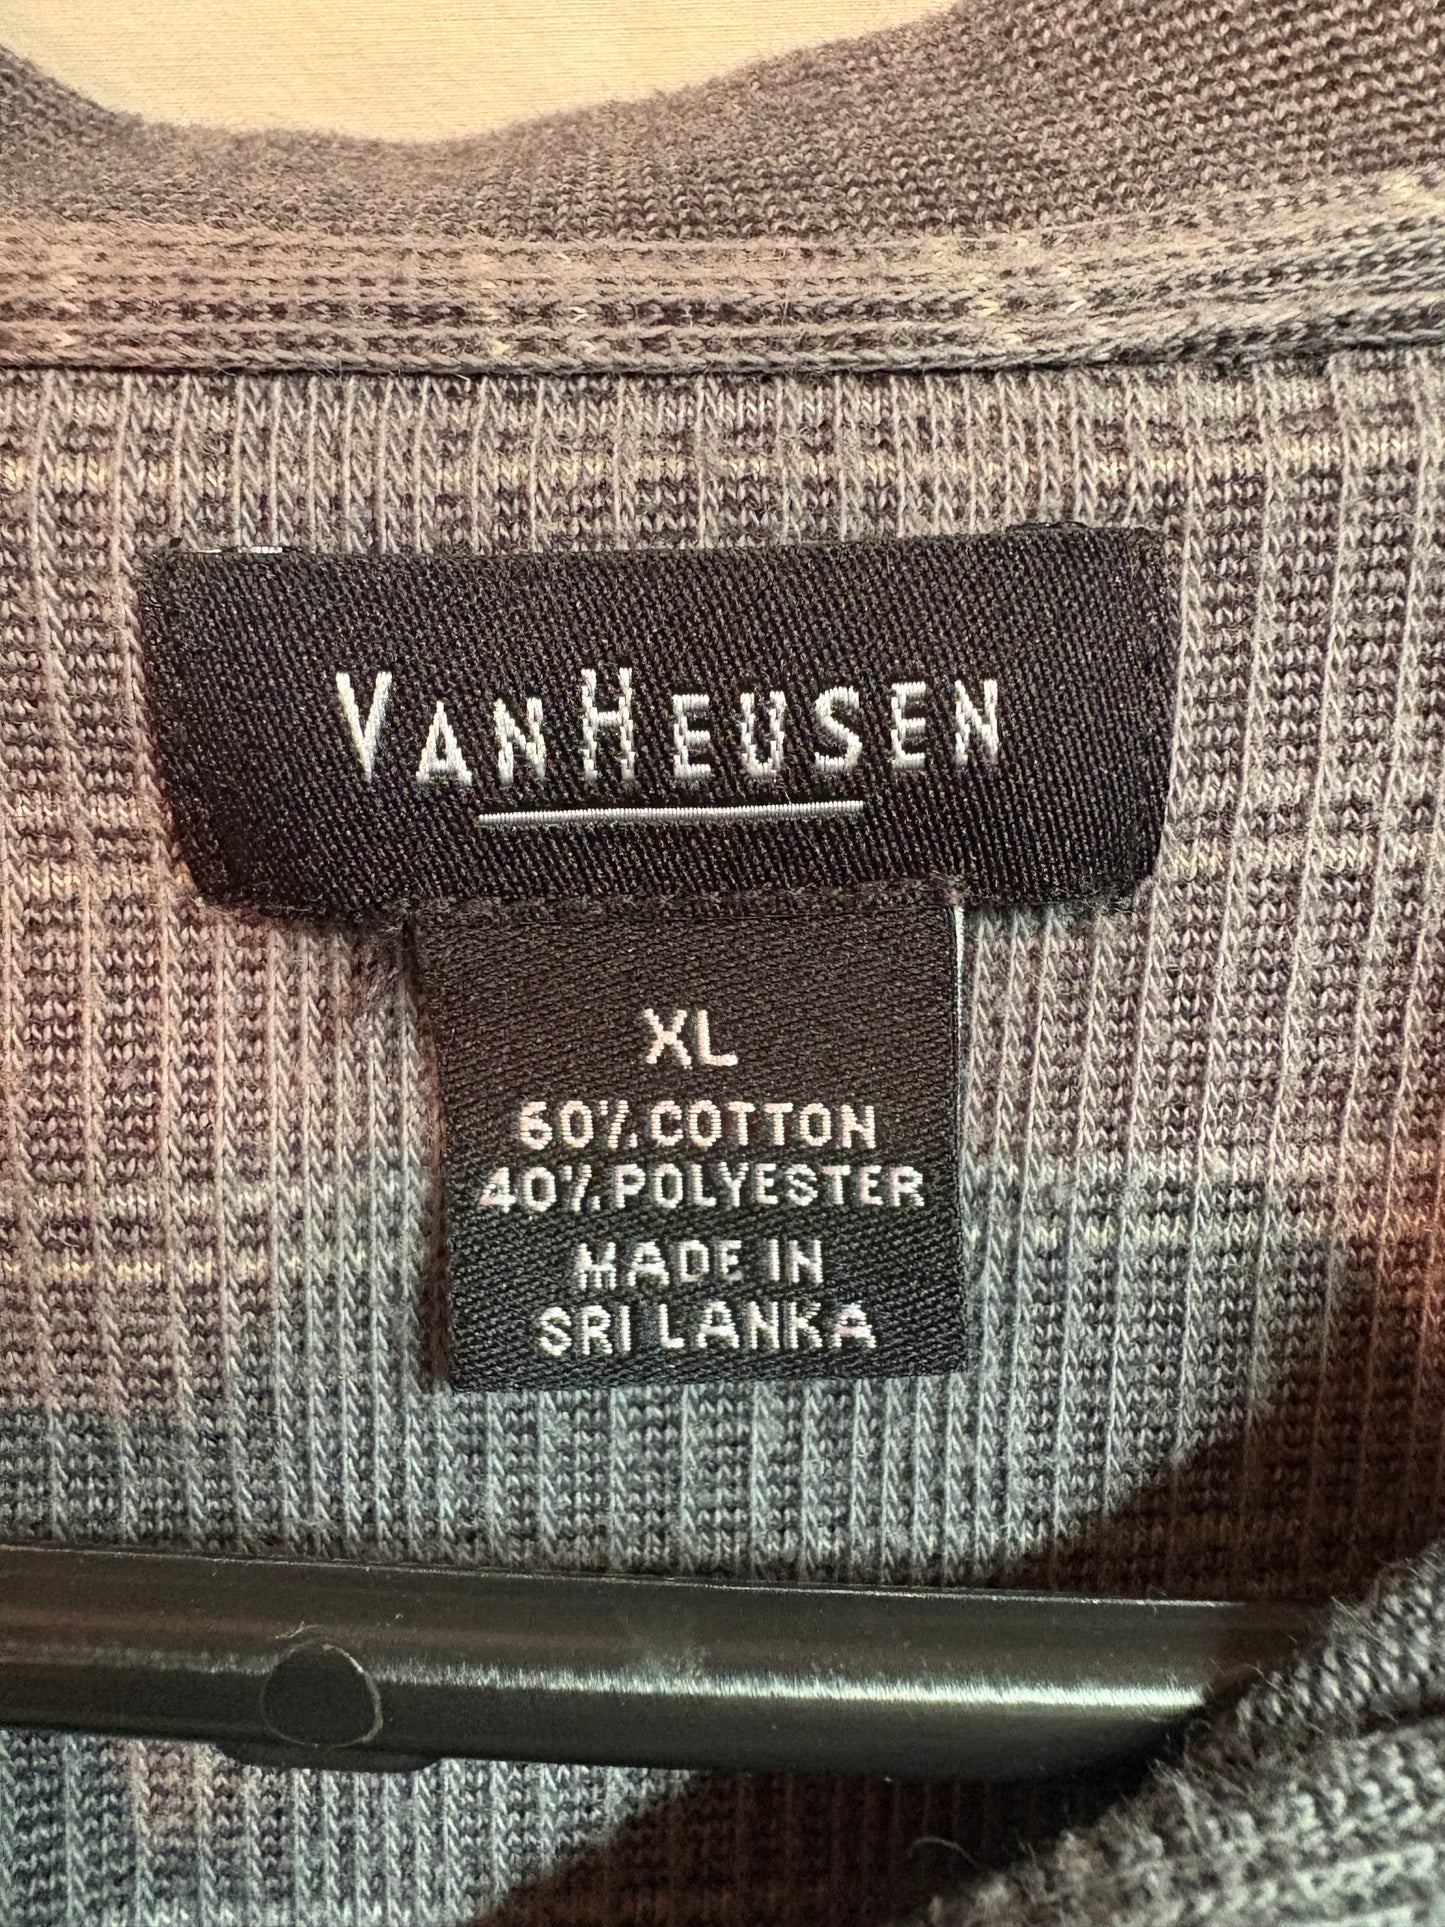 VANHEUSEN
XL
60% COTTON
40% POLYESTER
MADE IN
SRI LANKA